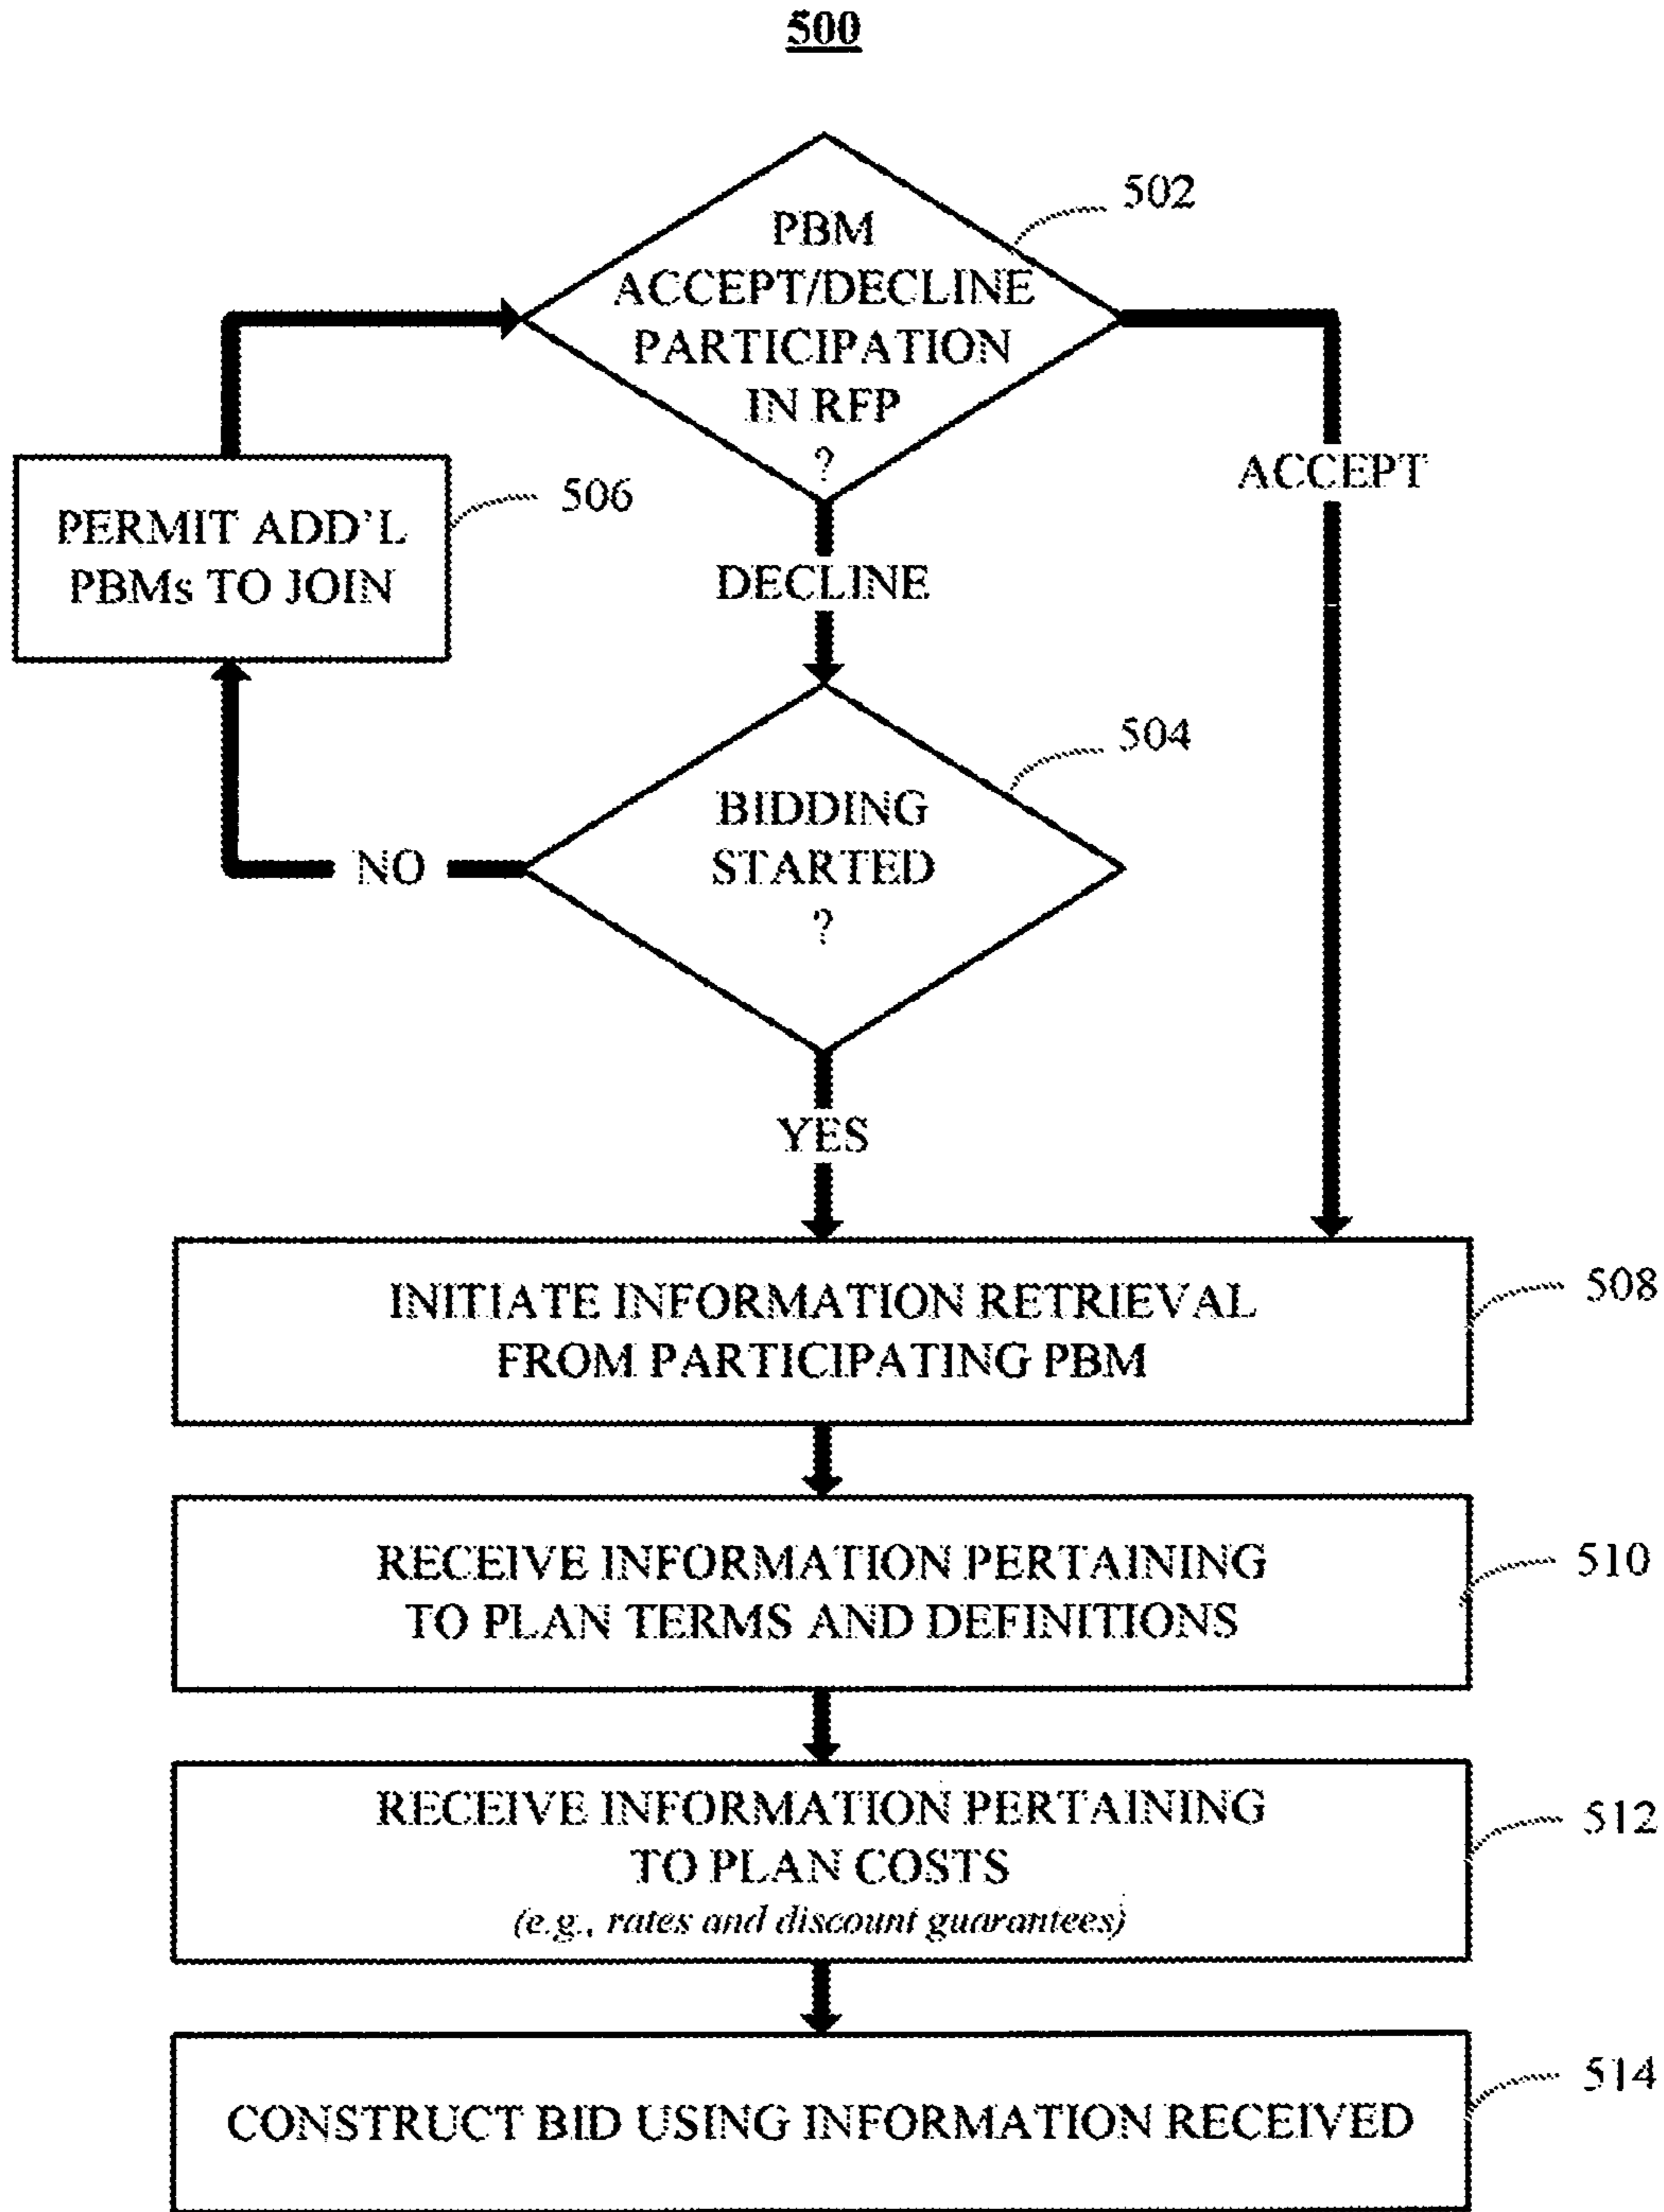 500
PBM
ACCEPT/DECLINE
PARTICIPATION
IN RFP
?
502
ACCEPT
PERMIT ADD'L
PBMs TO JOIN
506
DECLINE
BIDDING
STARTED
?
504
NO
YES
INITIATE INFORMATION RETRIEVAL
FROM PARTICIPATING PBM
508
RECEIVE INFORMATION PERTAINING
TO PLAN TERMS AND DEFINITIONS
510
RECEIVE INFORMATION PERTAINING
TO PLAN COSTS
(e.g., rates and discount guarantees)
512
CONSTRUCT BID USING INFORMATION RECEIVED
514